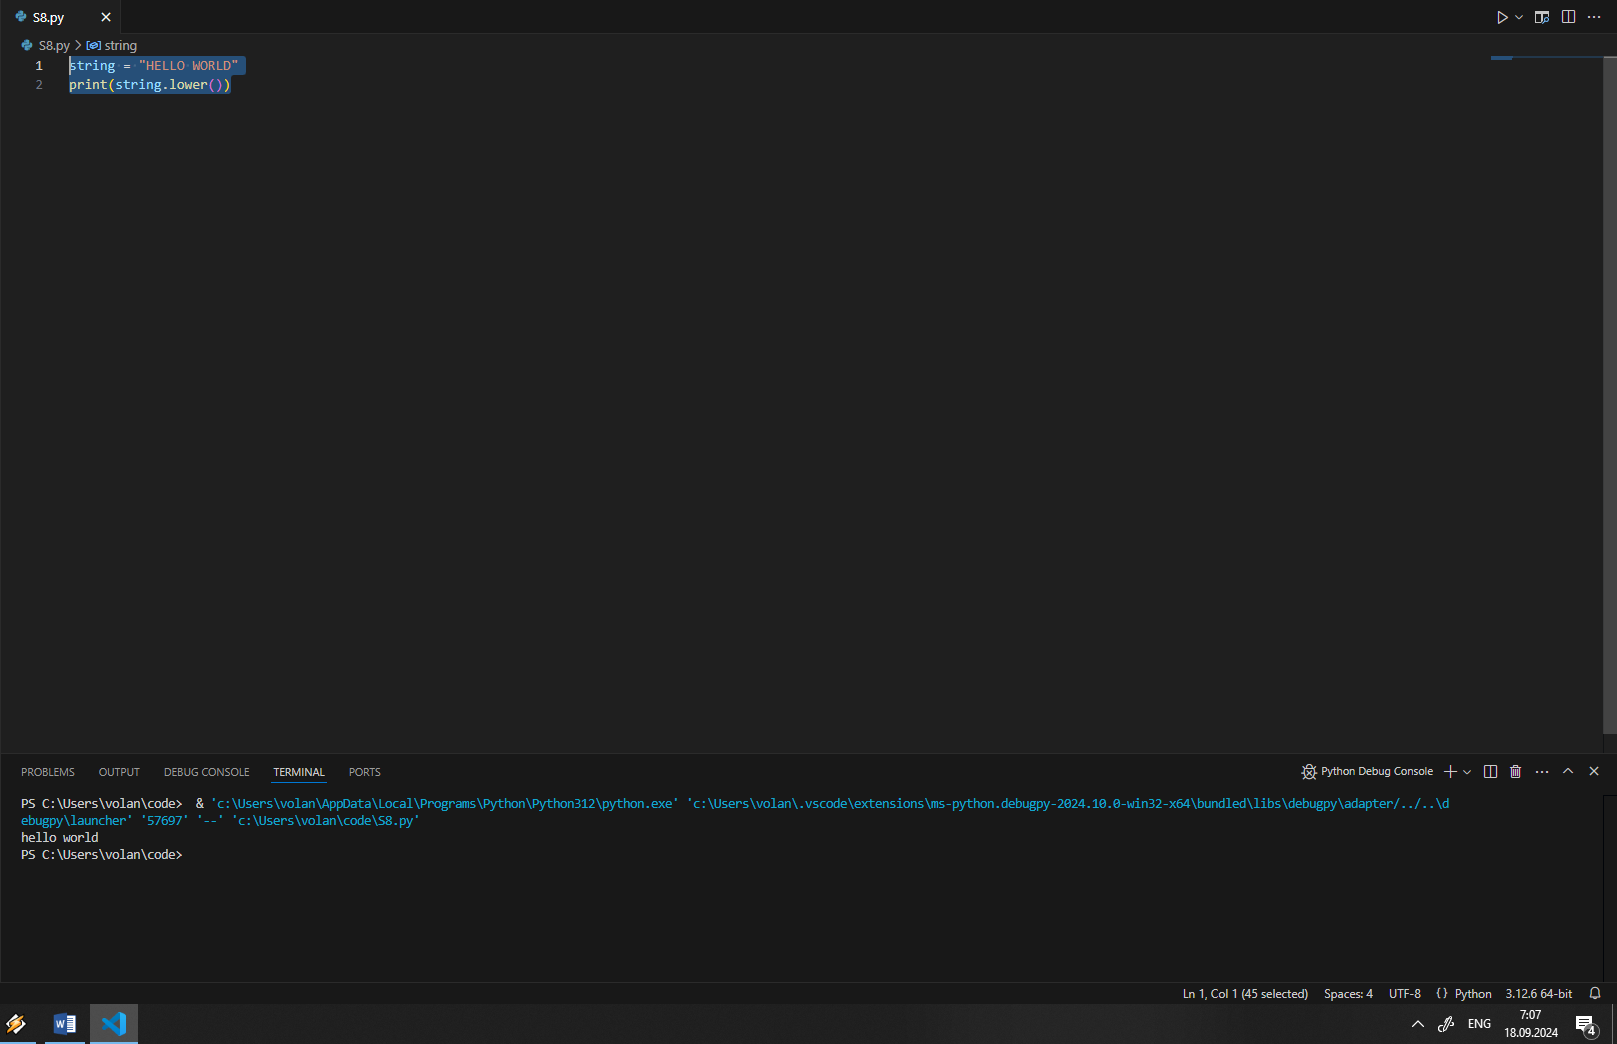 S8.py
S8.py > string
1 string = "HELLO WORLD"
2 print(string.lower())
PROBLEMS OUTPUT DEBUG CONSOLE TERMINAL PORTS Python Debug Console
PS C:\Users\volan\code>  & 'c:\Users\volan\AppData\Local\Programs\Python\Python312\python.exe' 'c:\Users\volan\.vscode\extensions\ms-python.debugpy-2024.10.0-win32-x64\bundled\libs\debugpy\adapter/../..\d
ebugpy\launcher' '57697' '--' 'c:\Users\volan\code\S8.py'
hello world
PS C:\Users\volan\code>
Ln 1, Col 1 (45 selected) Spaces: 4 UTF-8 {} Python 3.12.6 64-bit
ENG 7:07
18.09.2024 4